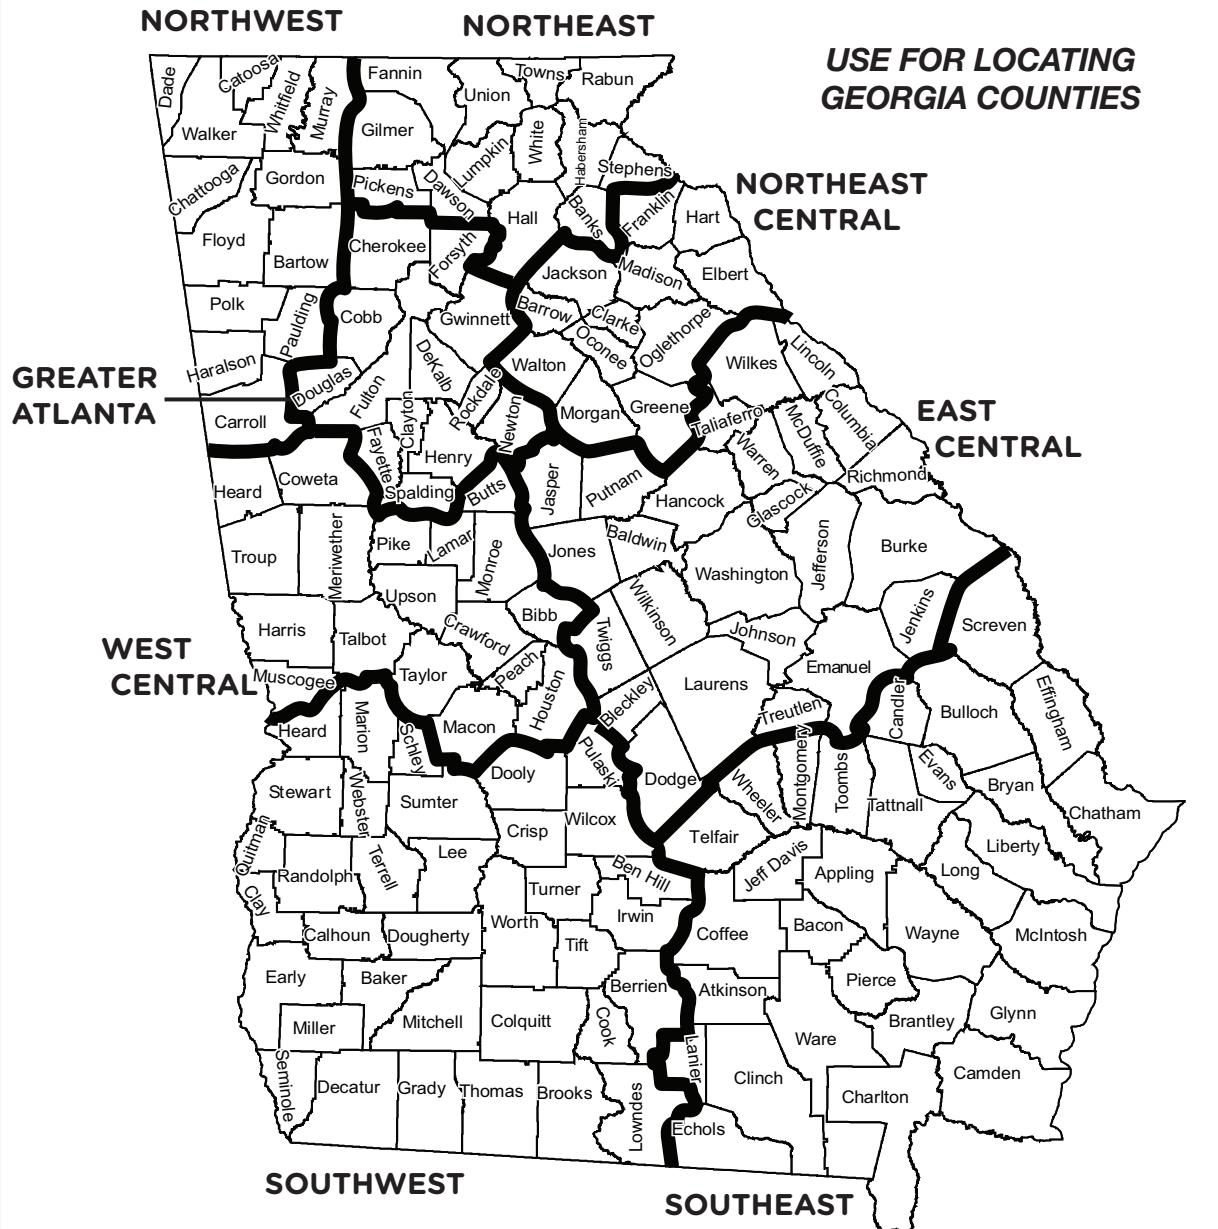 NORTHWEST
NORTHEAST
USE FOR LOCATING
GEORGIA COUNTIES
Dade
Catoosa
Whitfield
Murray
Fannin
Union
Towns
Rabun
Walker
Gilmer
Lumpkin
White
Habersham
Stephens
Chattooga
Gordon
Pickens
Dawson
Hall
Banks
Franklin
Hart
NORTHEAST
CENTRAL
Floyd
Bartow
Cherokee
Forsyth
Jackson
Madison
Elbert
Polk
Paulding
Cobb
Gwinnett
Barrow
Clarke
Oconee
Oglethorpe
Wilkes
Lincoln
Haralson
Douglas
Fulton
DeKalb
Rockdale
Walton
GREATER
ATLANTA
Carroll
Clayton
Newton
Morgan
Greene
Taliaferro
McDuffie
Columbia
EAST
CENTRAL
Fayette
Henry
Warren
Richmond
Heard
Coweta
Spalding
Butts
Jasper
Putnam
Hancock
Glascock
Troup
Meriwether
Pike
Lamar
Monroe
Jones
Baldwin
Washington
Jefferson
Burke
Upson
Bibb
Twiggs
Wilkinson
Johnson
Jenkins
Screven
Harris
Talbot
Crawford
Peach
Emanuel
WEST
CENTRAL
Muscogee
Taylor
Houston
Bleckley
Laurens
Treutlen
Candler
Bulloch
Effingham
Heard
Marion
Schley
Macon
Dooly
Pulaski
Dodge
Wheeler
Montgomery
Toombs
Tattnall
Evans
Bryan
Chatham
Stewart
Webster
Sumter
Crisp
Wilcox
Telfair
Quitman
Randolph
Terrell
Lee
Ben Hill
Jeff Davis
Appling
Long
Liberty
Clay
Turner
Calhoun
Dougherty
Worth
Irwin
Tift
Coffee
Bacon
Wayne
McIntosh
Early
Baker
Berrien
Atkinson
Pierce
Miller
Mitchell
Colquitt
Cook
Lanier
Ware
Brantley
Glynn
Seminole
Decatur
Grady
Thomas
Brooks
Lowndes
Clinch
Charlton
Camden
Echols
SOUTHWEST
SOUTHEAST